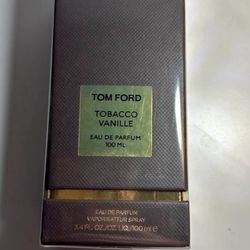 TOM FORD
TOBACCO
VANILLE
EAU DE PARFUM
100 ML
EAU DE PARFUM
VAPORISATEUR SPRAY
3.4 FL.OZ./OZ.LIQ./100 ml ℮